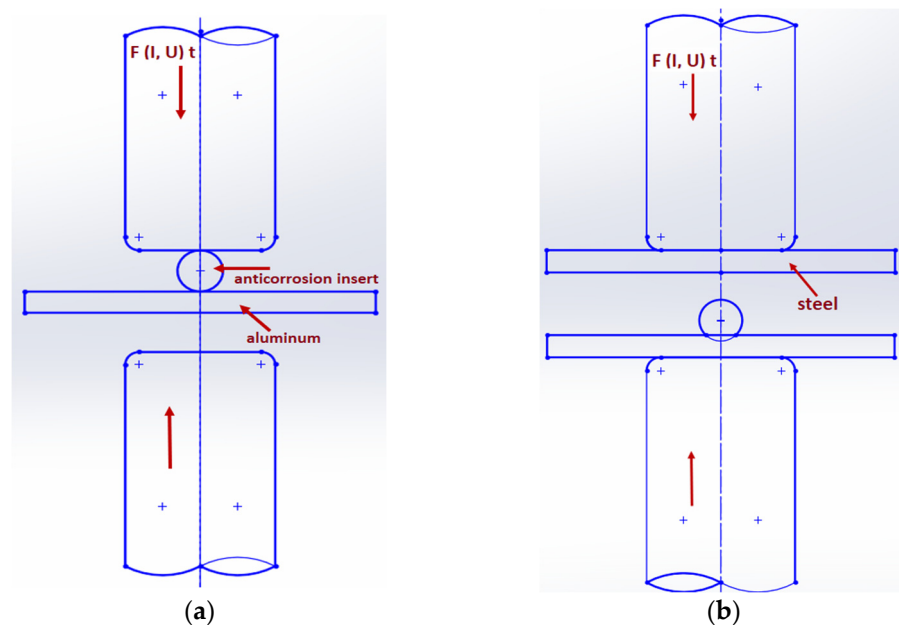 F (I, U) t
anticorrosion insert
aluminum
(a)
F (I, U) t
steel
(b)